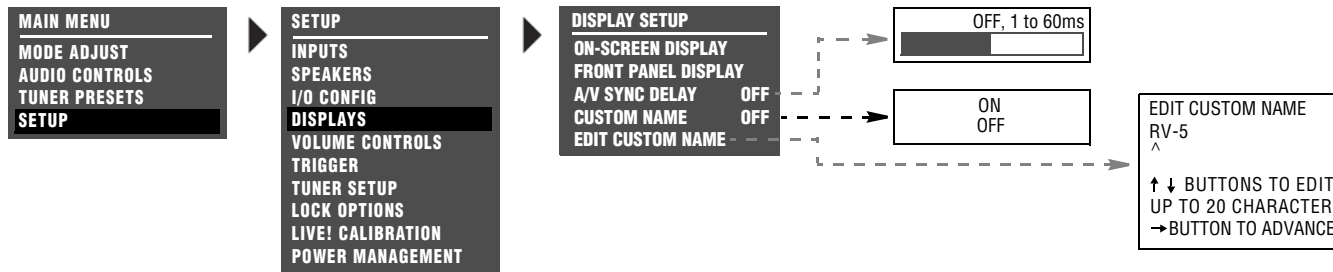 MAIN MENU
MODE ADJUST
AUDIO CONTROLS
TUNER PRESETS
SETUP
SETUP
INPUTS
SPEAKERS
I/O CONFIG
DISPLAYS
VOLUME CONTROLS
TRIGGER
TUNER SETUP
LOCK OPTIONS
LIVE! CALIBRATION
POWER MANAGEMENT
DISPLAY SETUP
ON-SCREEN DISPLAY
FRONT PANEL DISPLAY
A/V SYNC DELAY OFF
CUSTOM NAME OFF
EDIT CUSTOM NAME
OFF, 1 to 60ms
ON
OFF
EDIT CUSTOM NAME
RV-5
^
↑ ↓ BUTTONS TO EDIT
UP TO 20 CHARACTER
→BUTTON TO ADVANCE